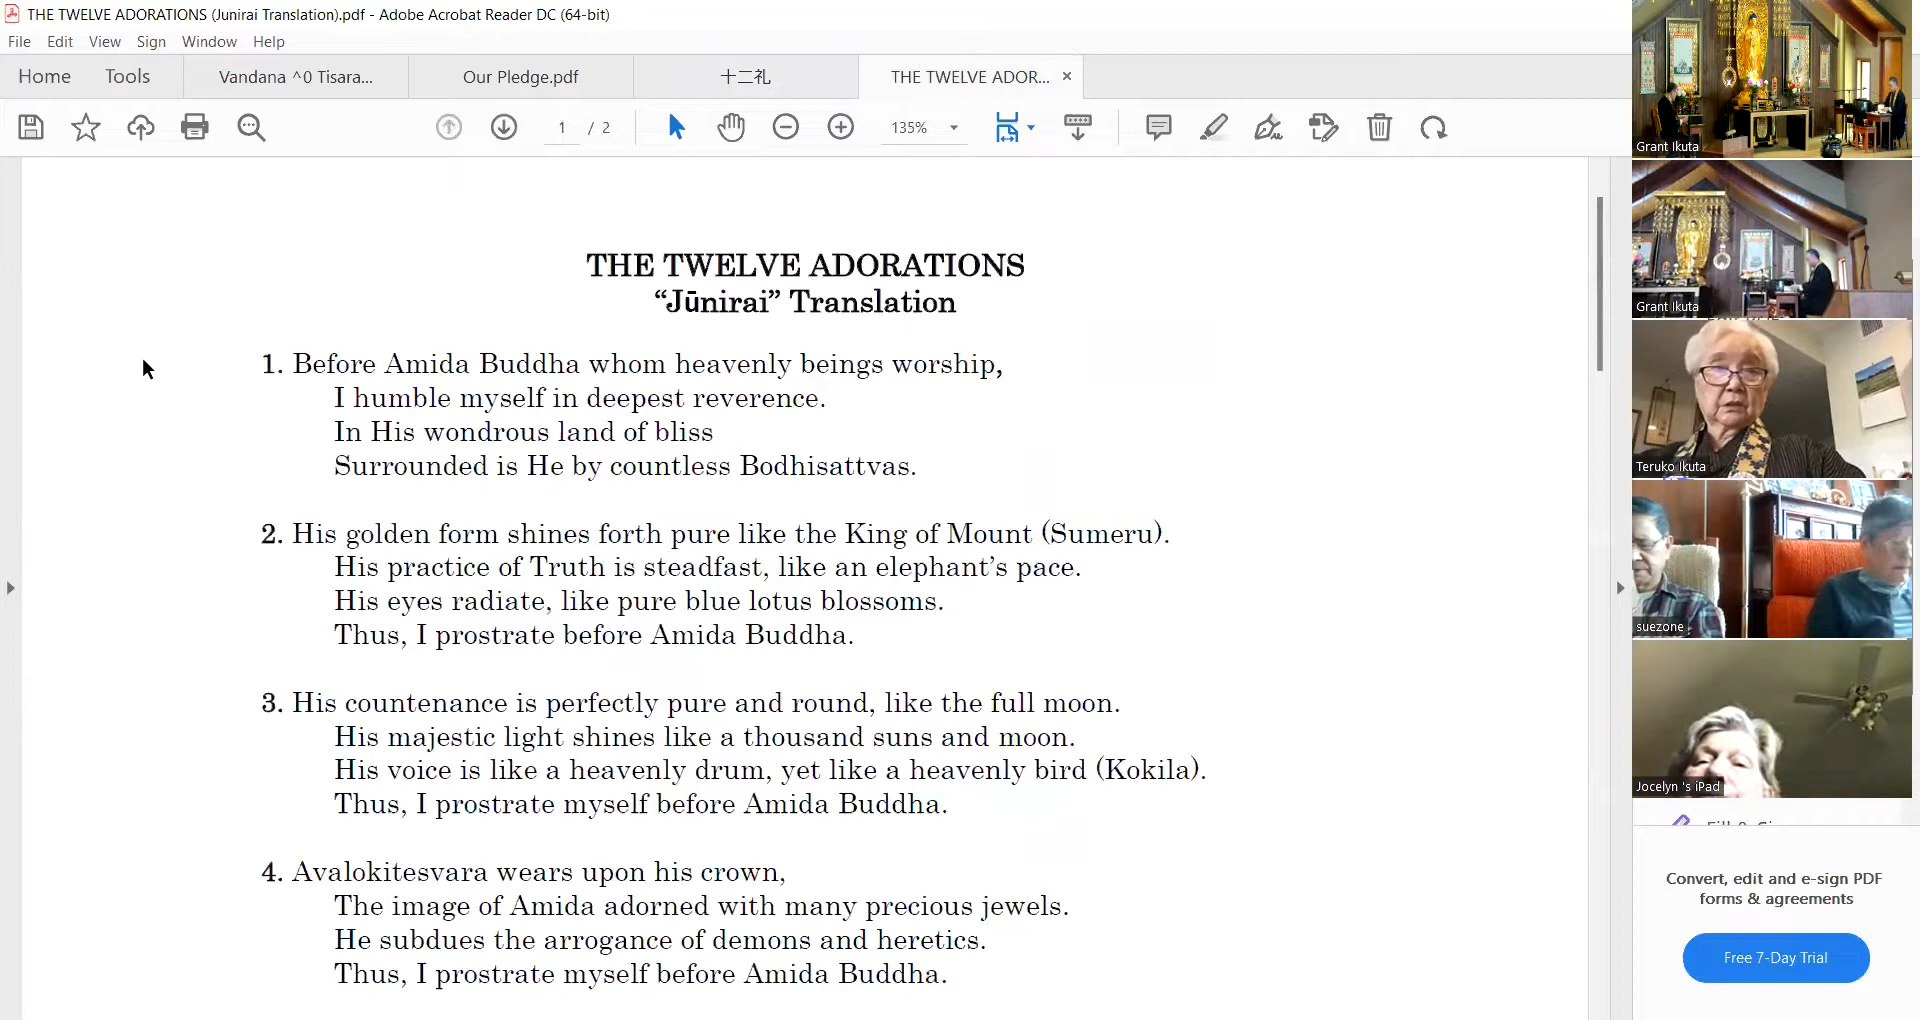 THE TWELVE ADORATIONS (Junirai Translation).pdf - Adobe Acrobat Reader DC (64-bit)
File Edit View Sign Window Help
Home Tools Vandana ^0 Tisara... Our Pledge.pdf 十二礼 THE TWELVE ADOR... ×
1 / 2 135%
THE TWELVE ADORATIONS
“Jūnirai” Translation
1. Before Amida Buddha whom heavenly beings worship,
I humble myself in deepest reverence.
In His wondrous land of bliss
Surrounded is He by countless Bodhisattvas.
2. His golden form shines forth pure like the King of Mount (Sumeru).
His practice of Truth is steadfast, like an elephant’s pace.
His eyes radiate, like pure blue lotus blossoms.
Thus, I prostrate before Amida Buddha.
3. His countenance is perfectly pure and round, like the full moon.
His majestic light shines like a thousand suns and moon.
His voice is like a heavenly drum, yet like a heavenly bird (Kokila).
Thus, I prostrate myself before Amida Buddha.
4. Avalokitesvara wears upon his crown,
The image of Amida adorned with many precious jewels.
He subdues the arrogance of demons and heretics.
Thus, I prostrate myself before Amida Buddha.
Grant Ikuta
Grant Ikuta
Teruko Ikuta
suezone
Jocelyn 's iPad
Convert, edit and e-sign PDF
forms & agreements
Free 7-Day Trial